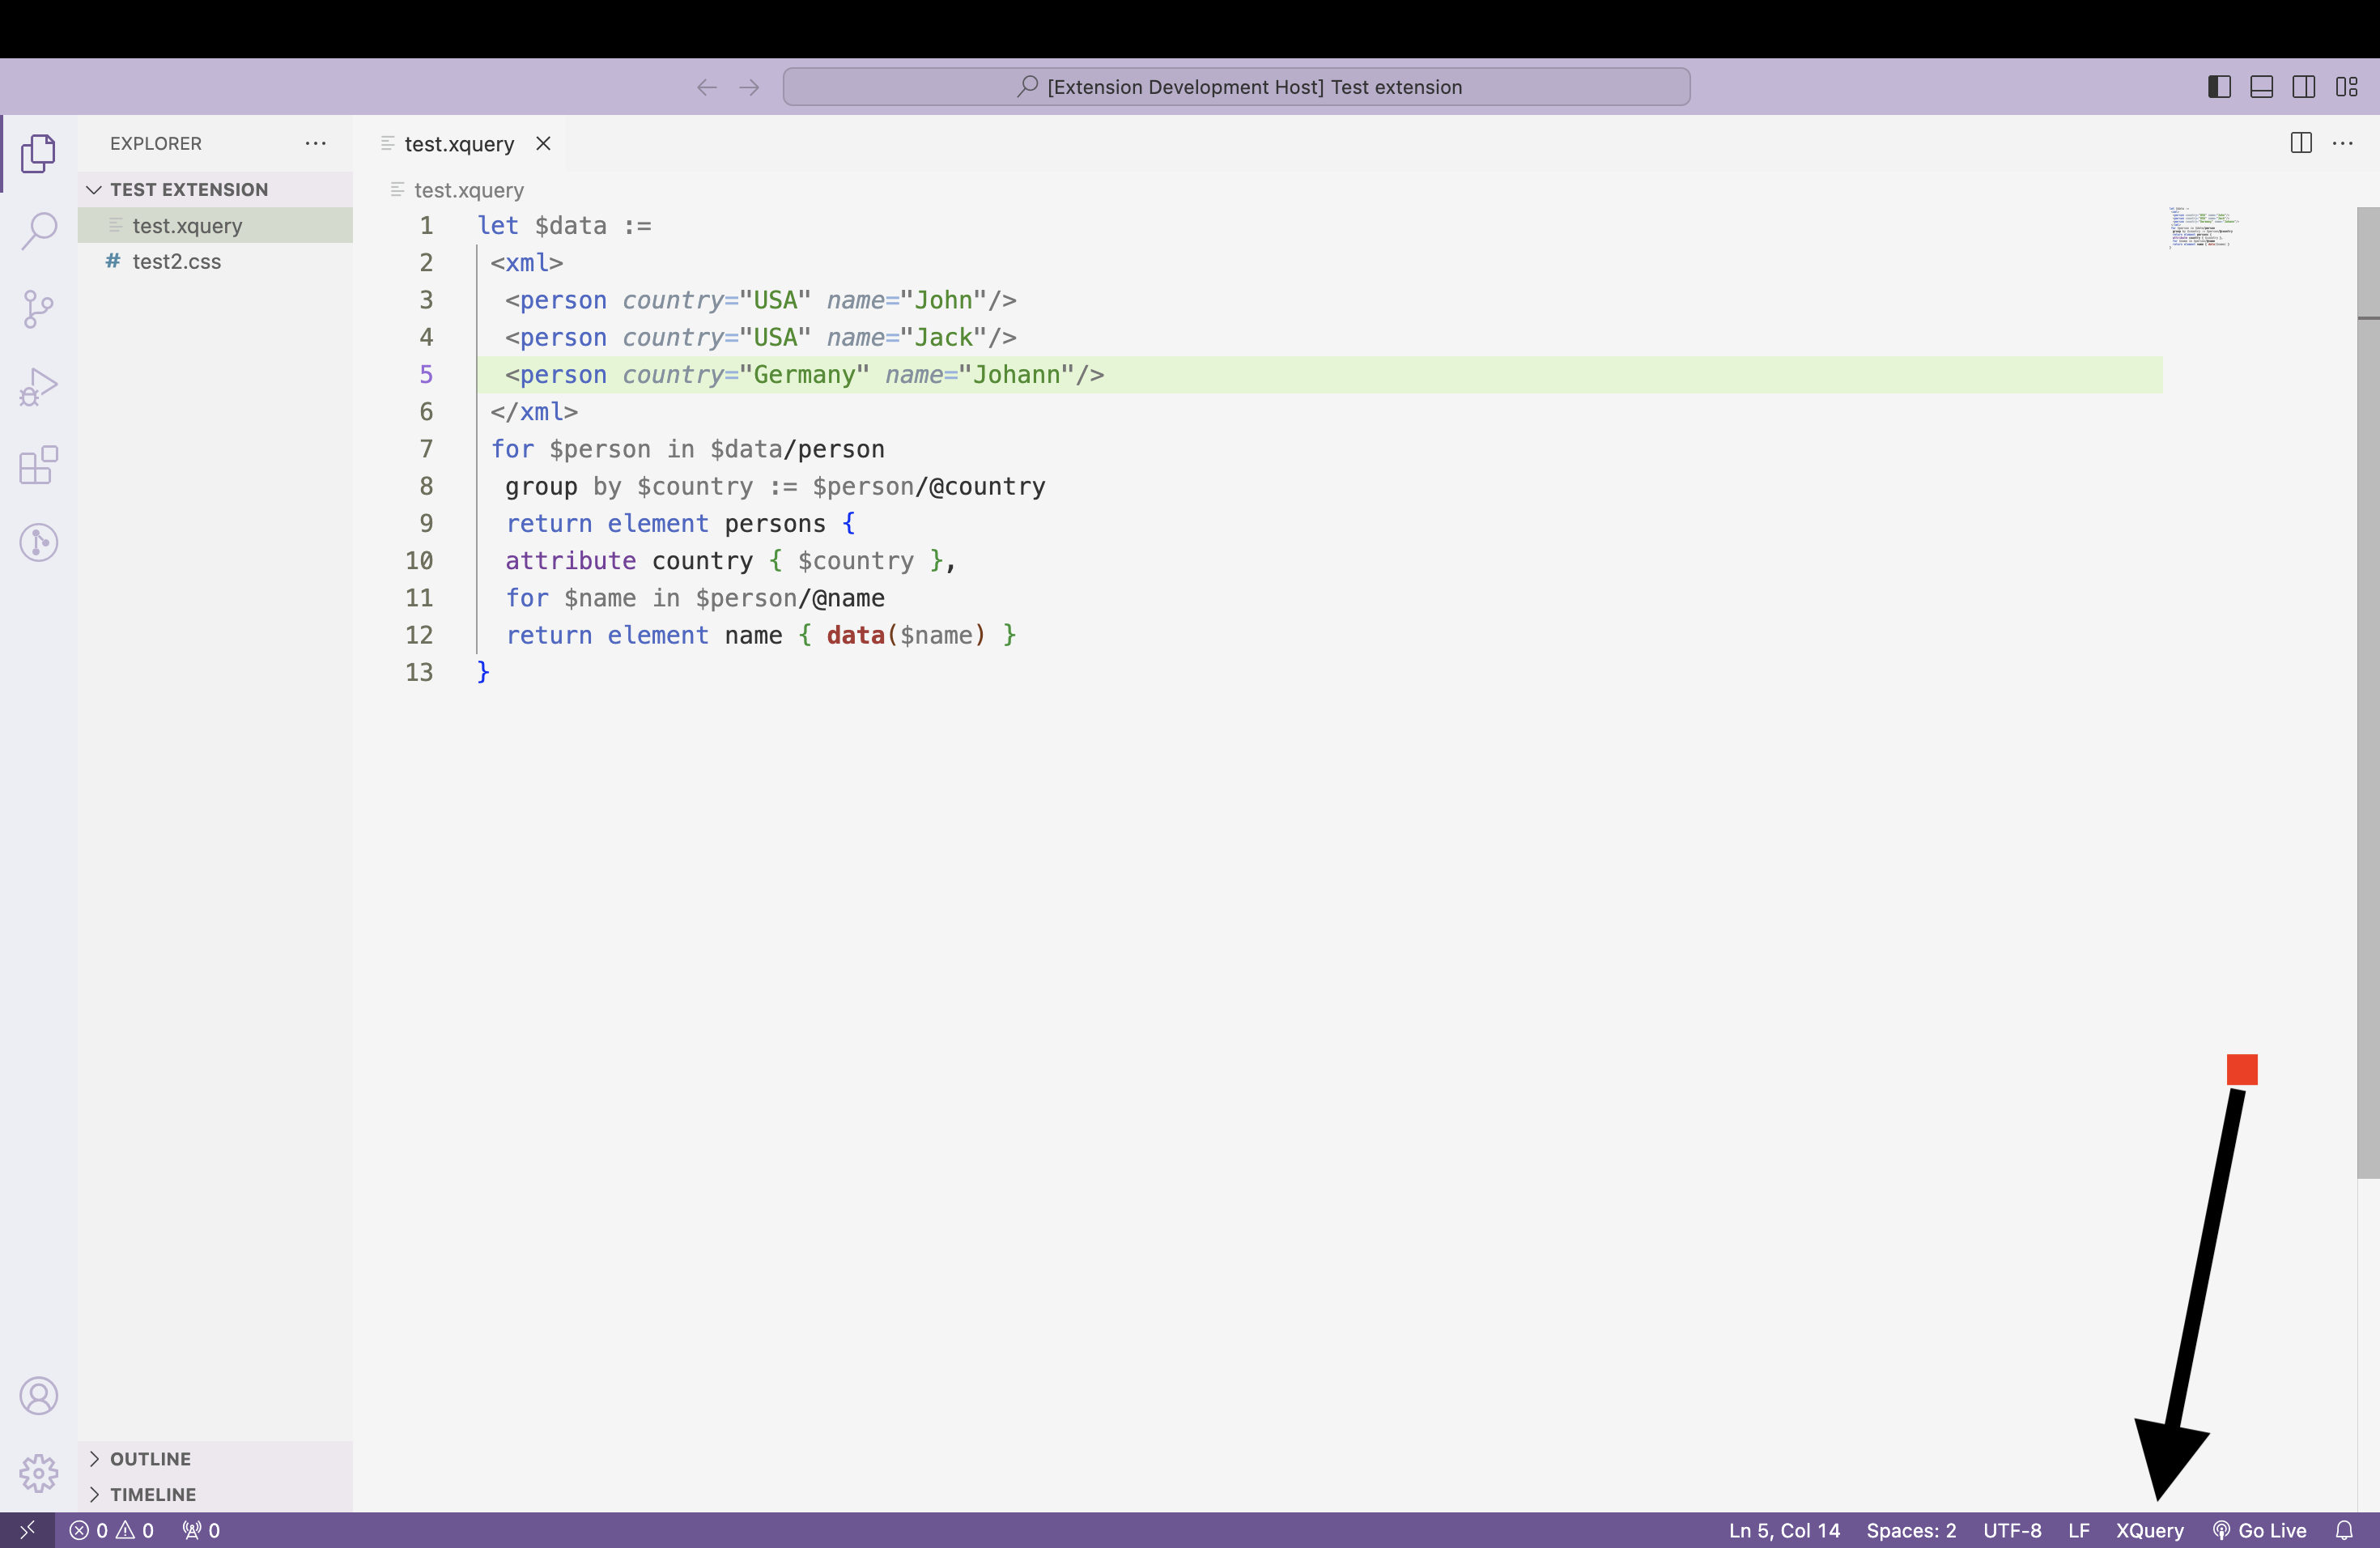 [Extension Development Host] Test extension
EXPLORER
TEST EXTENSION
test.xquery
# test2.css
test.xquery
test.xquery
1 let $data :=
2 <xml>
3 <person country="USA" name="John"/>
4 <person country="USA" name="Jack"/>
5 <person country="Germany" name="Johann"/>
6 </xml>
7 for $person in $data/person
8 group by $country := $person/@country
9 return element persons {
10 attribute country { $country },
11 for $name in $person/@name
12 return element name { data($name) }
13 }
OUTLINE
TIMELINE
0 0 0 Ln 5, Col 14 Spaces: 2 UTF-8 LF XQuery Go Live